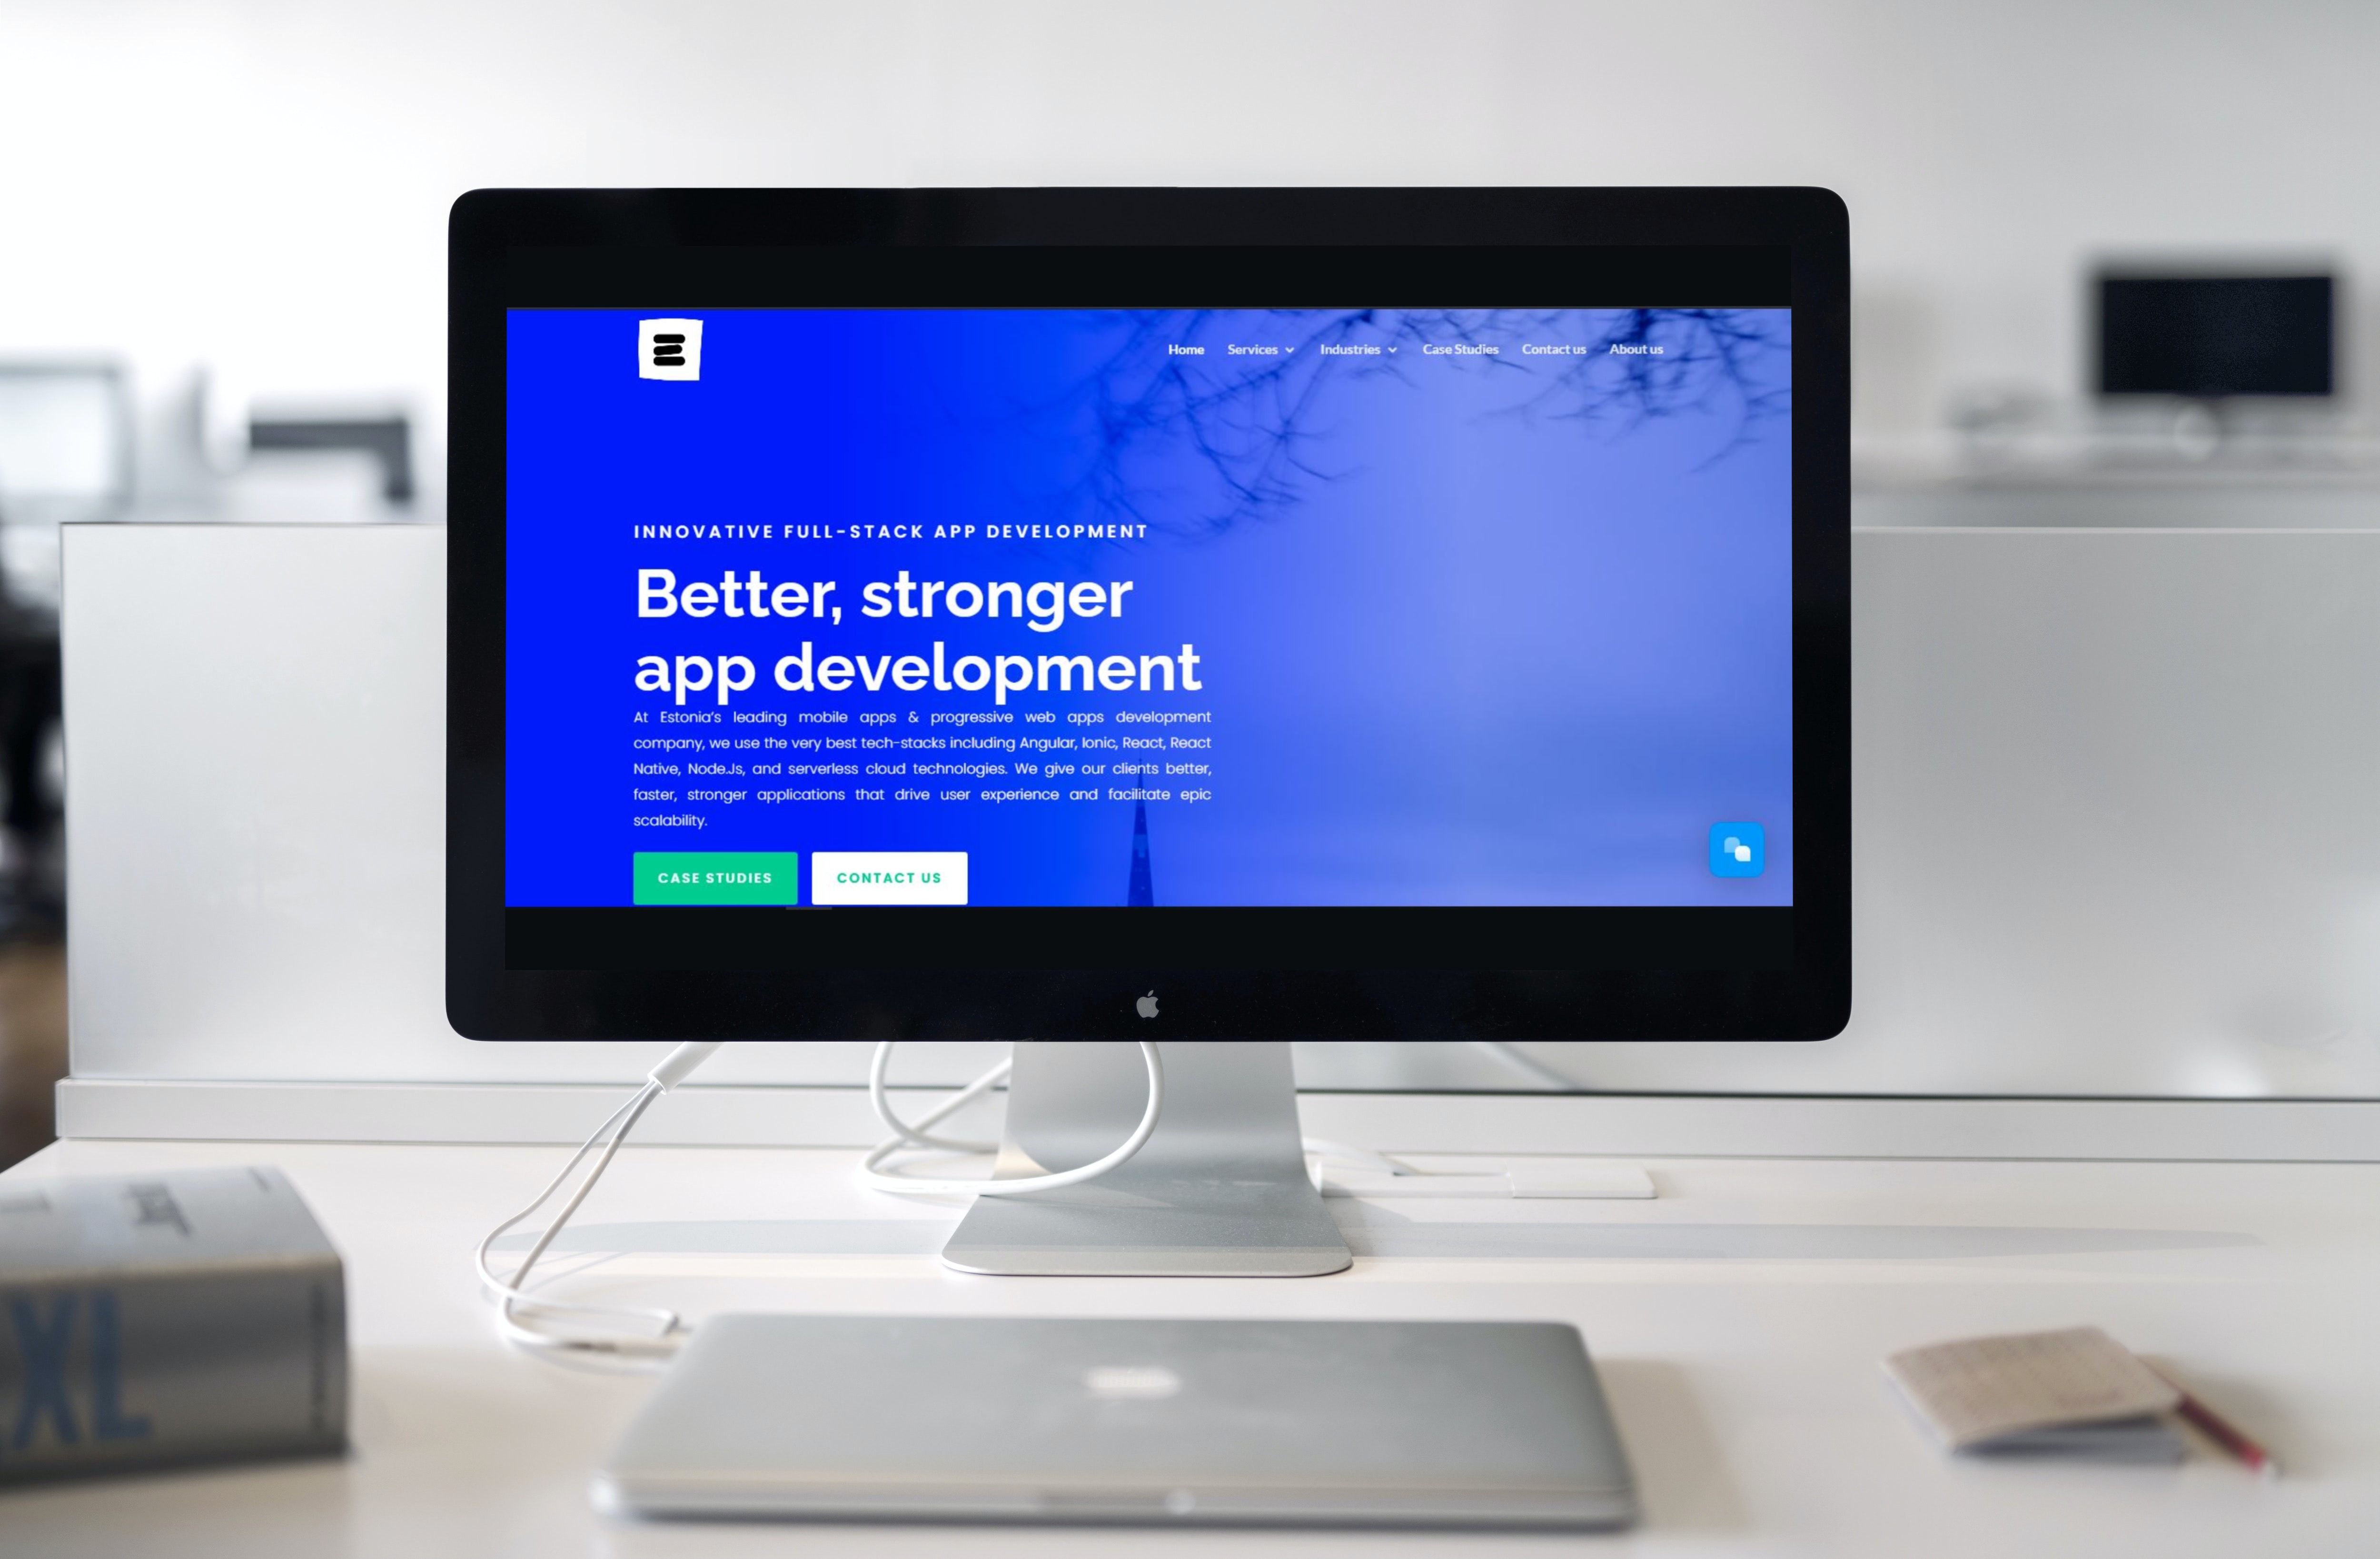 Home Services Industries Case Studies Contact us About us
INNOVATIVE FULL-STACK APP DEVELOPMENT
Better, stronger
app development
At Estonia's leading mobile apps & progressive web apps development
company, we use the very best tech-stacks including Angular, Ionic, React, React
Native, Node.Js, and serverless cloud technologies. We give our clients better,
faster, stronger applications that drive user experience and facilitate epic
scalability.
CASE STUDIES CONTACT US
XL